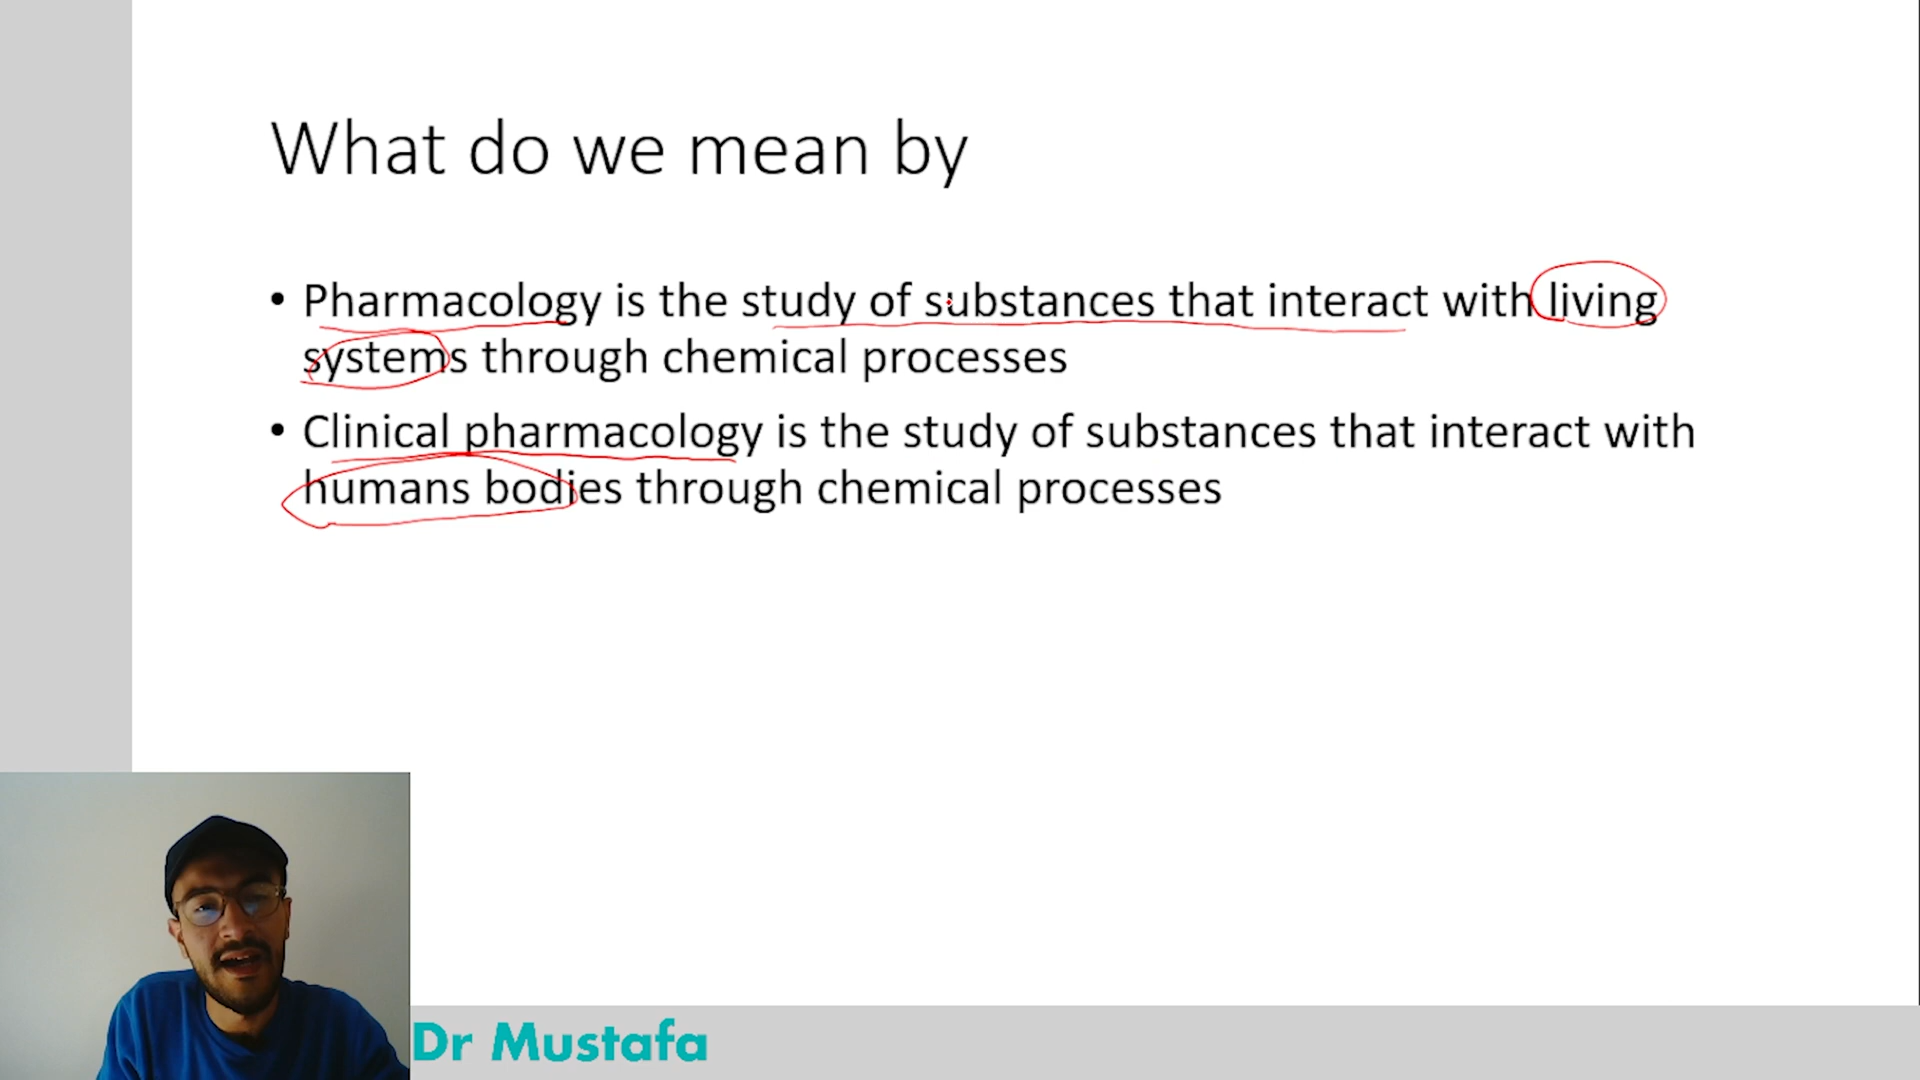 What do we mean by
• Pharmacology is the study of substances that interact with living
systems through chemical processes
• Clinical pharmacology is the study of substances that interact with
humans bodies through chemical processes
Dr Mustafa